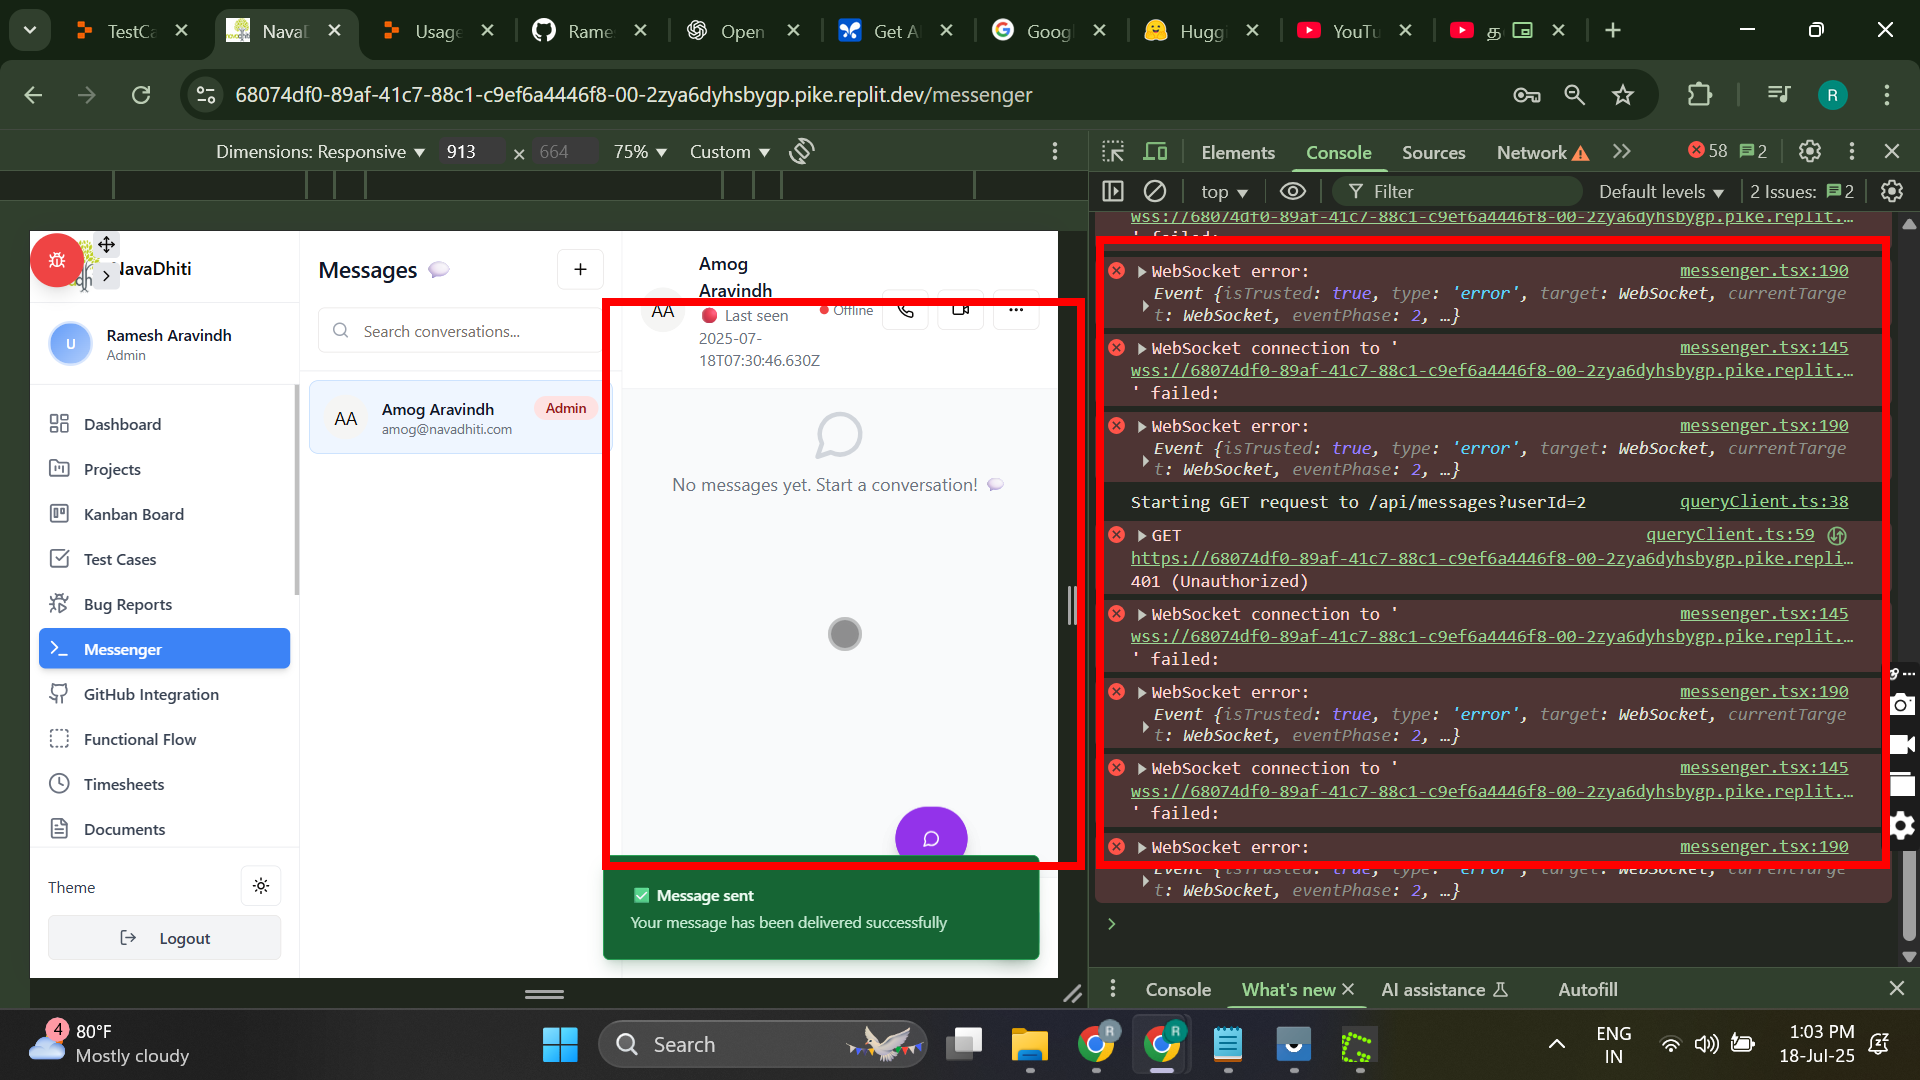 TestCa
NavaD
Usage
Rame
Open
Get A
Goog
Huggi
YouTu
த
68074df0-89af-41c7-88c1-c9ef6a4446f8-00-2zya6dyhsbygp.pike.replit.dev/messenger
R
Dimensions: Responsive 913 × 664 75% Custom
Elements Console Sources Network 58 2
top Filter Default levels 2 Issues: 2
NavaDhiti
U
Ramesh Aravindh
Admin
Dashboard
Projects
Kanban Board
Test Cases
Bug Reports
Messenger
GitHub Integration
Functional Flow
Timesheets
Documents
Theme
Logout
Messages
+
Search conversations...
AA
Amog Aravindh
Admin
amog@navadhiti.com
AA
Amog
Aravindh
Last seen
2025-07-
18T07:30:46.630Z
Offline
No messages yet. Start a conversation!
Message sent
Your message has been delivered successfully
wss://68074df0-89af-41c7-88c1-c9ef6a4446f8-00-2zya6dyhsbygp.pike.replit.…
' failed:
WebSocket error: messenger.tsx:190
Event {isTrusted: true, type: 'error', target: WebSocket, currentTarge
t: WebSocket, eventPhase: 2, …}
WebSocket connection to ' messenger.tsx:145
wss://68074df0-89af-41c7-88c1-c9ef6a4446f8-00-2zya6dyhsbygp.pike.replit.…
' failed:
WebSocket error: messenger.tsx:190
Event {isTrusted: true, type: 'error', target: WebSocket, currentTarge
t: WebSocket, eventPhase: 2, …}
Starting GET request to /api/messages?userId=2 queryClient.ts:38
GET queryClient.ts:59
https://68074df0-89af-41c7-88c1-c9ef6a4446f8-00-2zya6dyhsbygp.pike.repli…
401 (Unauthorized)
WebSocket connection to ' messenger.tsx:145
wss://68074df0-89af-41c7-88c1-c9ef6a4446f8-00-2zya6dyhsbygp.pike.replit.…
' failed:
WebSocket error: messenger.tsx:190
Event {isTrusted: true, type: 'error', target: WebSocket, currentTarge
t: WebSocket, eventPhase: 2, …}
WebSocket connection to ' messenger.tsx:145
wss://68074df0-89af-41c7-88c1-c9ef6a4446f8-00-2zya6dyhsbygp.pike.replit.…
' failed:
WebSocket error: messenger.tsx:190
Event {isTrusted: true, type: 'error', target: WebSocket, currentTarge
t: WebSocket, eventPhase: 2, …}
Console What's new AI assistance Autofill
4
80°F
Mostly cloudy
Search
R
R
ENG
IN
1:03 PM
18-Jul-25